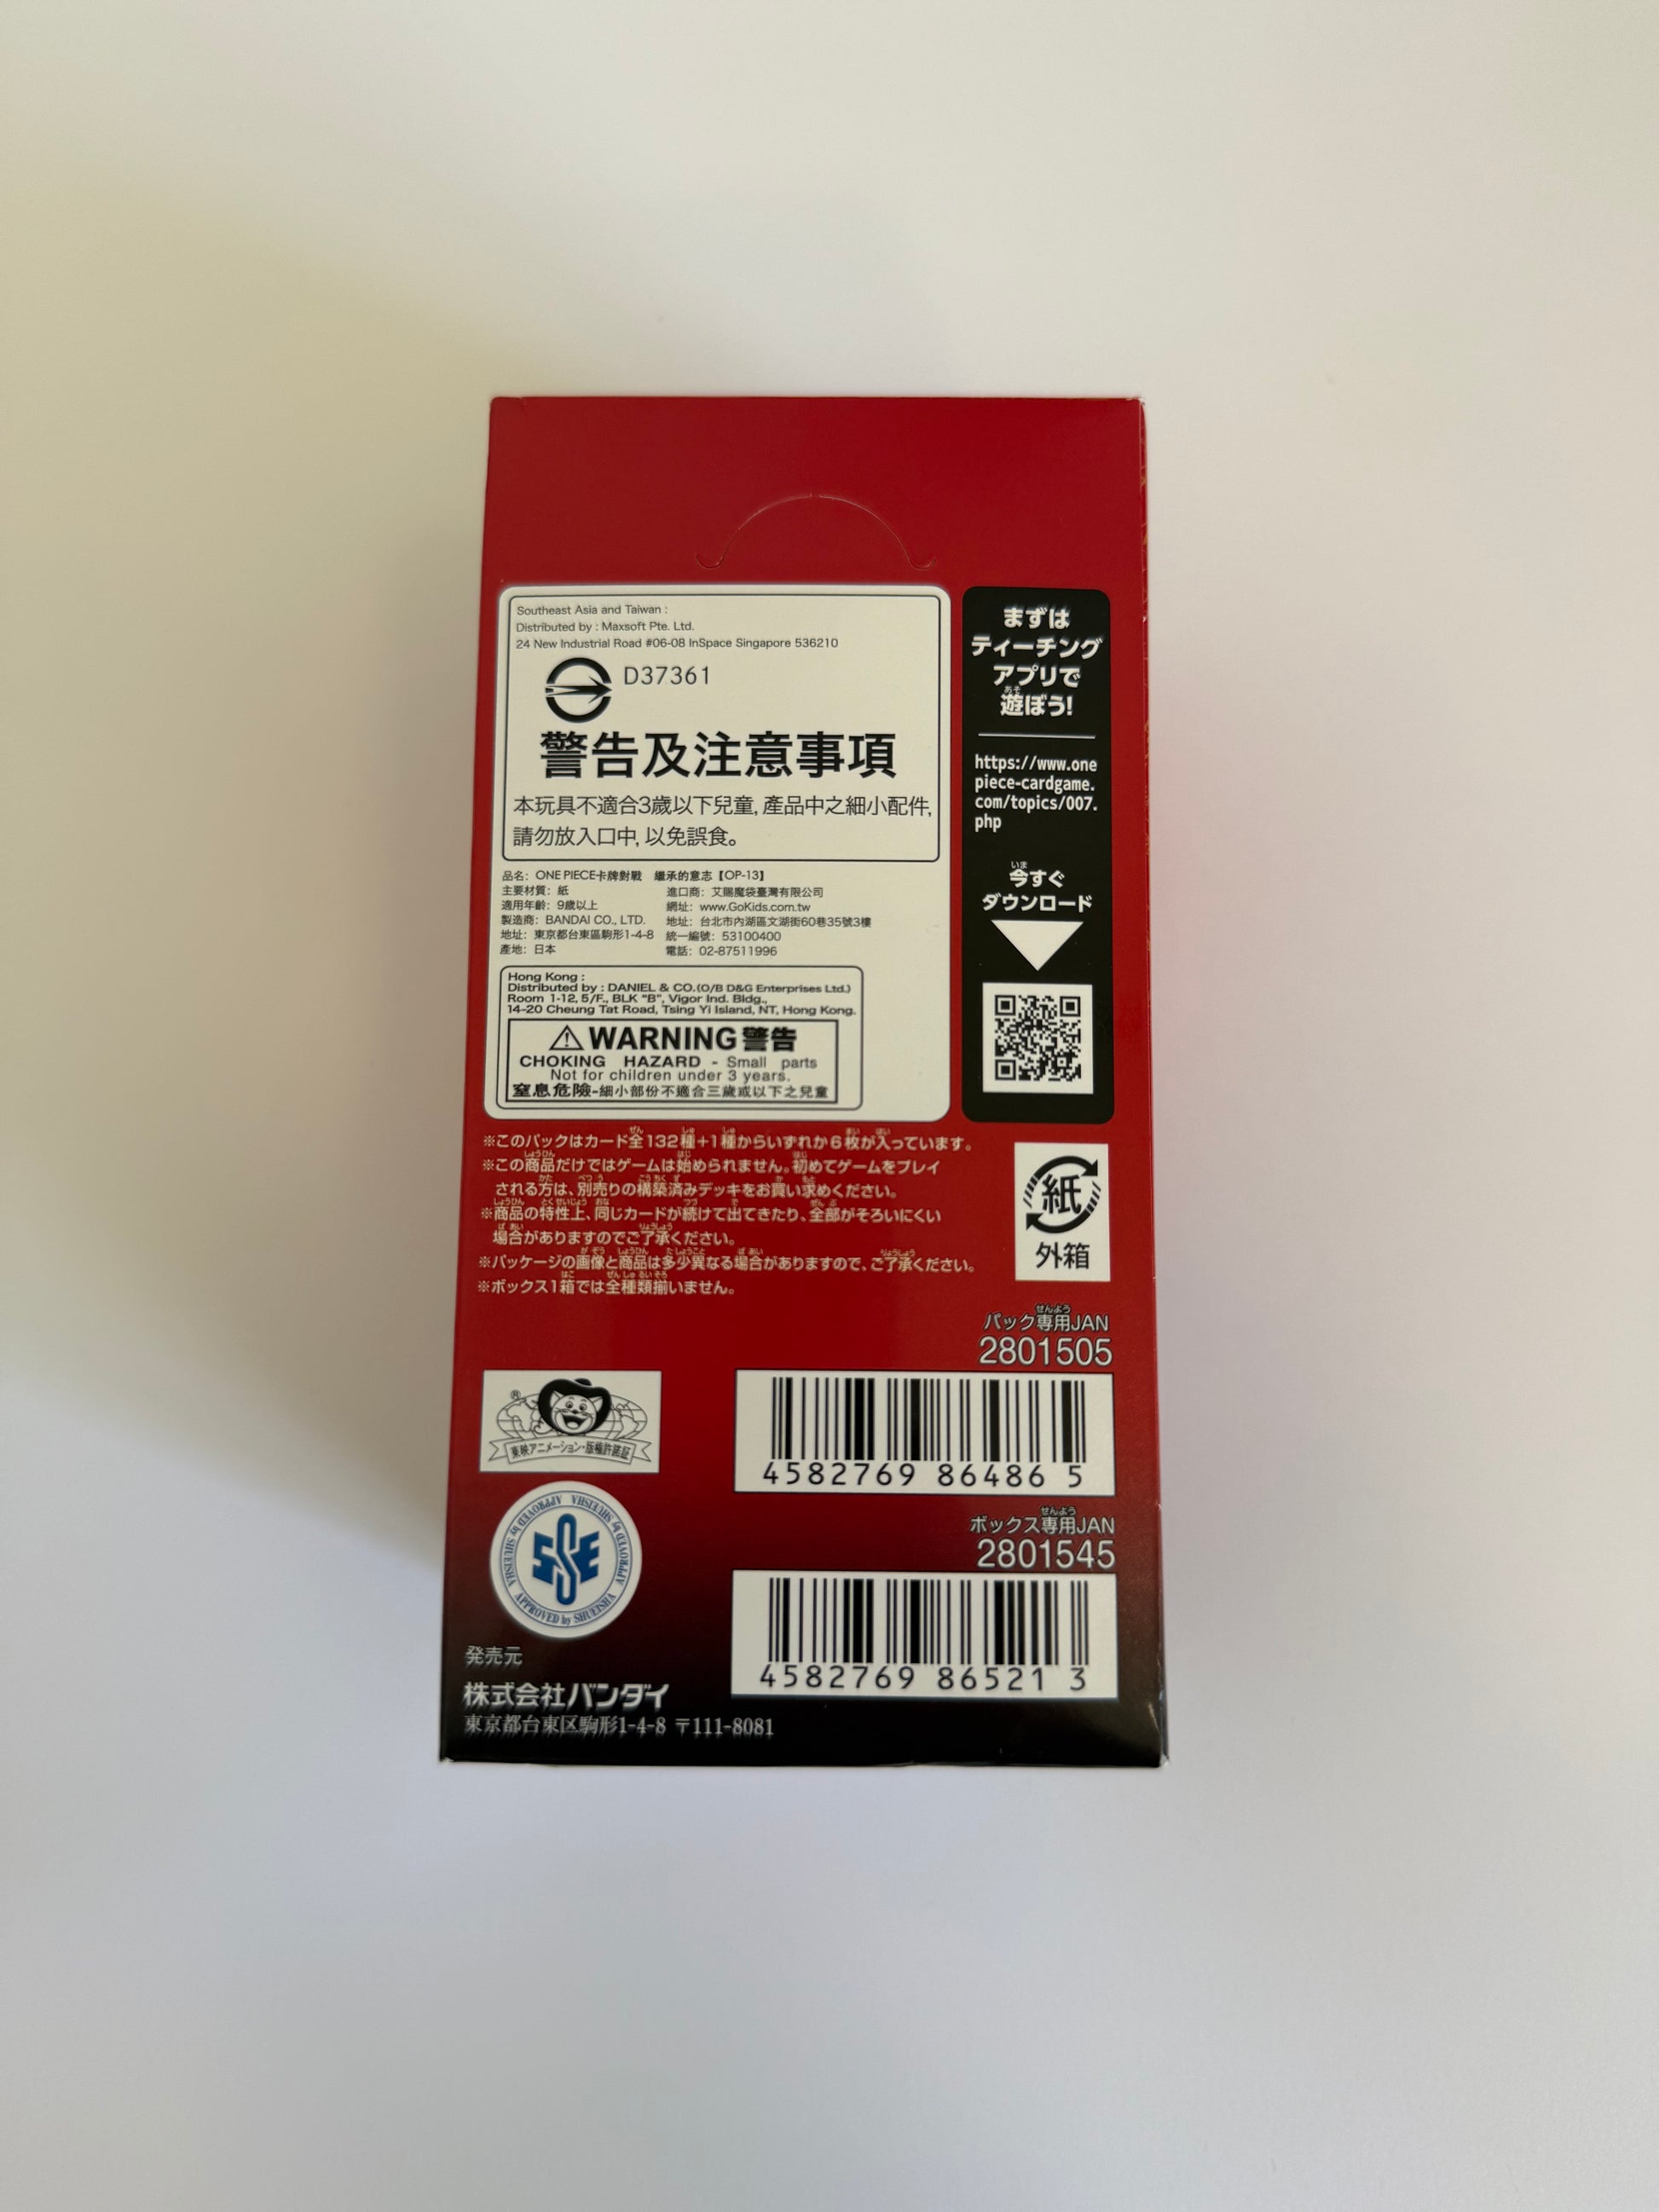 Southeast Asia and Taiwan :
Distributed by : Maxsoft Pte. Ltd.
24 New Industrial Road #06-08 InSpace Singapore 536210
D37361
警告及注意事項
本玩具不適合3歲以下兒童, 產品中之細小配件,
請勿放入口中, 以免誤食。
品名：ONE PIECE卡牌對戰　繼承的意志【OP-13】
主要材質：紙
適用年齡：9歲以上
製造商：BANDAI CO., LTD.
地址：東京都台東區駒形1-4-8
產地：日本
進口商：艾賜魔袋臺灣有限公司
網址：www.GoKids.com.tw
地址：台北市內湖區文湖街60巷35號3樓
統一編號：53100400
電話：02-87511996
Hong Kong :
Distributed by : DANIEL & CO.(O/B D&G Enterprises Ltd.)
Room 1-12, 5/F., BLK "B", Vigor Ind. Bldg.,
14-20 Cheung Tat Road, Tsing Yi Island, NT, Hong Kong.
WARNING 警告
CHOKING HAZARD - Small parts
Not for children under 3 years.
窒息危險-細小部份不適合三歲或以下之兒童
まずは
ティーチング
アプリで
遊ぼう!
https://www.one
piece-cardgame.
com/topics/007.
php
今すぐ
ダウンロード
※このパックはカード全132種+1種からいずれか6枚が入っています。
※この商品だけではゲームは始められません。初めてゲームをプレイ
される方は、別売りの構築済みデッキをお買い求めください。
※商品の特性上、同じカードが続けて出てきたり、全部がそろいにくい
場合がありますのでご了承ください。
※パッケージの画像と商品は多少異なる場合がありますので、ご了承ください。
※ボックス1箱では全種類揃いません。
紙
外箱
パック専用JAN
2801505
4582769 86486 5
ボックス専用JAN
2801545
4582769 86521 3
®
東映アニメーション・版権許諾証
APPROVED by SHUEISHA APPROVED by SHUEISHA APPROVED by SHUEISHA
SSE
発売元
株式会社バンダイ
東京都台東区駒形1-4-8 〒111-8081